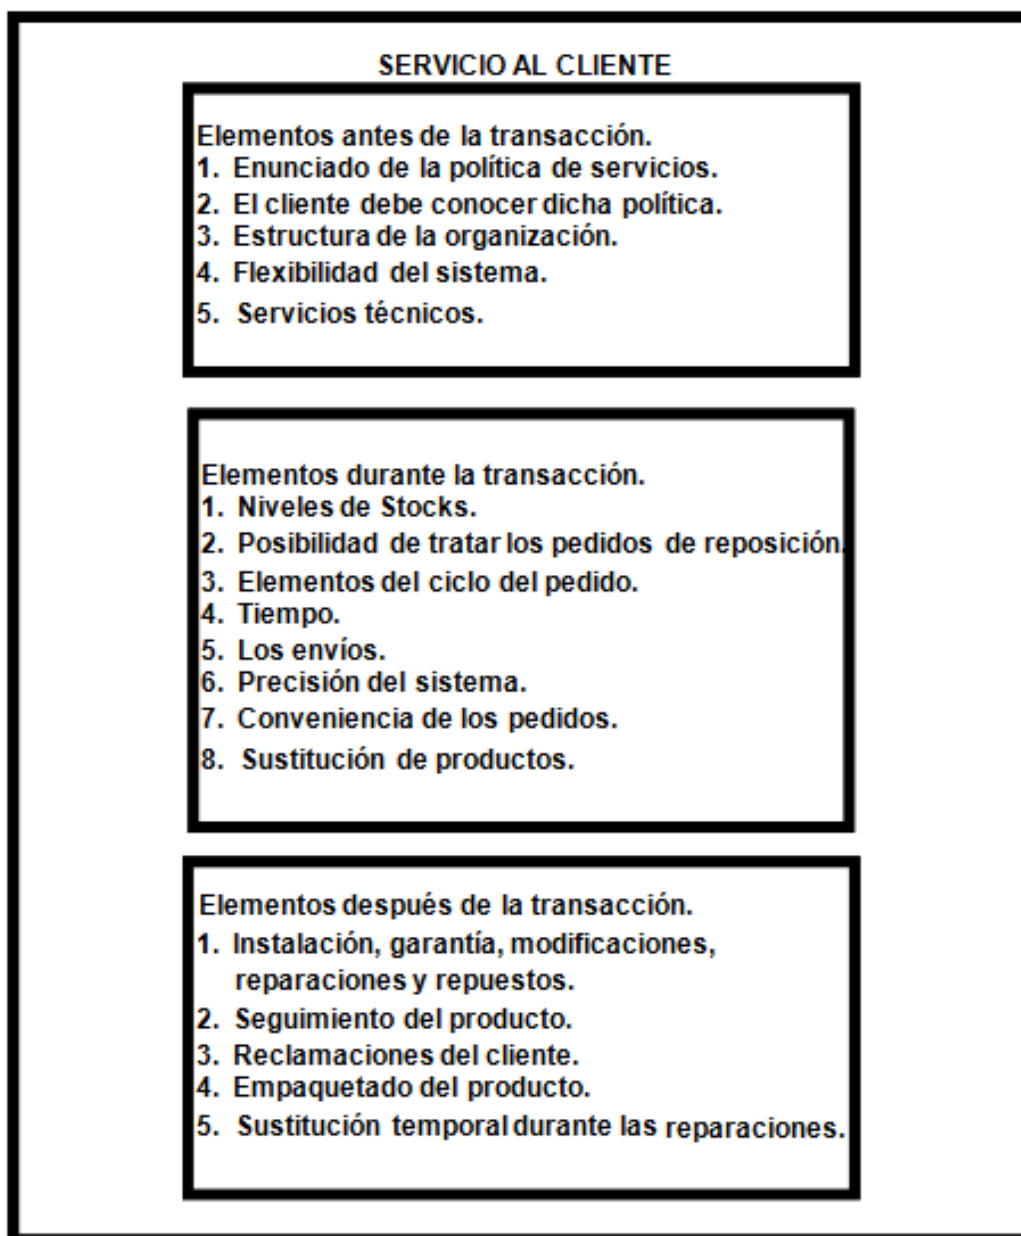 SERVICIO AL CLIENTE
Elementos antes de la transacción.
1. Enunciado de la política de servicios.
2. El cliente debe conocer dicha política.
3. Estructura de la organización.
4. Flexibilidad del sistema.
5. Servicios técnicos.
Elementos durante la transacción.
1. Niveles de Stocks.
2. Posibilidad de tratar los pedidos de reposición.
3. Elementos del ciclo del pedido.
4. Tiempo.
5. Los envíos.
6. Precisión del sistema.
7. Conveniencia de los pedidos.
8. Sustitución de productos.
Elementos después de la transacción.
1. Instalación, garantía, modificaciones,
reparaciones y repuestos.
2. Seguimiento del producto.
3. Reclamaciones del cliente.
4. Empaquetado del producto.
5. Sustitución temporal durante las reparaciones.